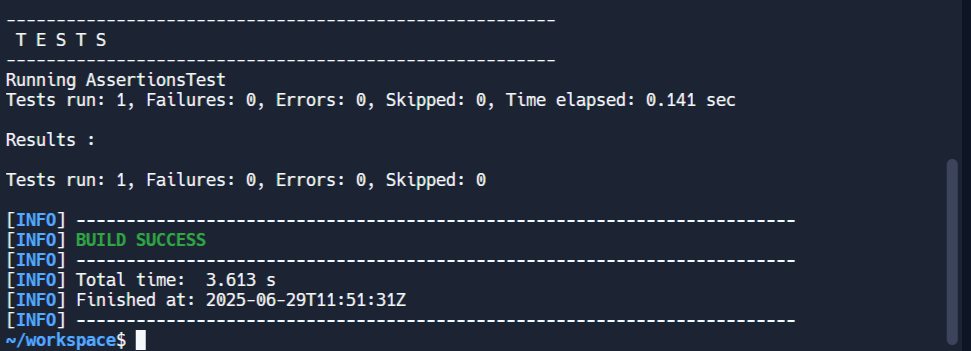 -------------------------------------------------------
 T E S T S
-------------------------------------------------------
Running AssertionsTest
Tests run: 1, Failures: 0, Errors: 0, Skipped: 0, Time elapsed: 0.141 sec

Results :

Tests run: 1, Failures: 0, Errors: 0, Skipped: 0

[INFO] ------------------------------------------------------------------------
[INFO] BUILD SUCCESS
[INFO] ------------------------------------------------------------------------
[INFO] Total time:  3.613 s
[INFO] Finished at: 2025-06-29T11:51:31Z
[INFO] ------------------------------------------------------------------------
~/workspace$